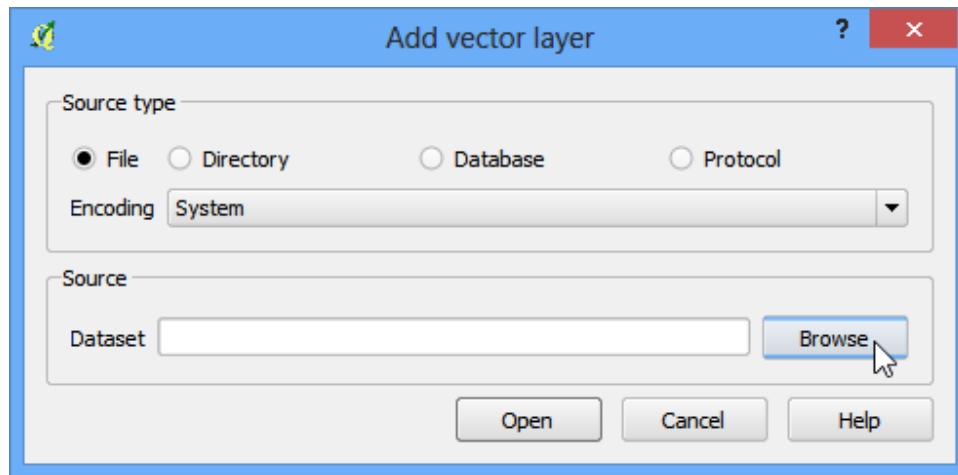 Add vector layer ?
Source type
File Directory Database Protocol
Encoding System
Source
Dataset Browse
Open Cancel Help